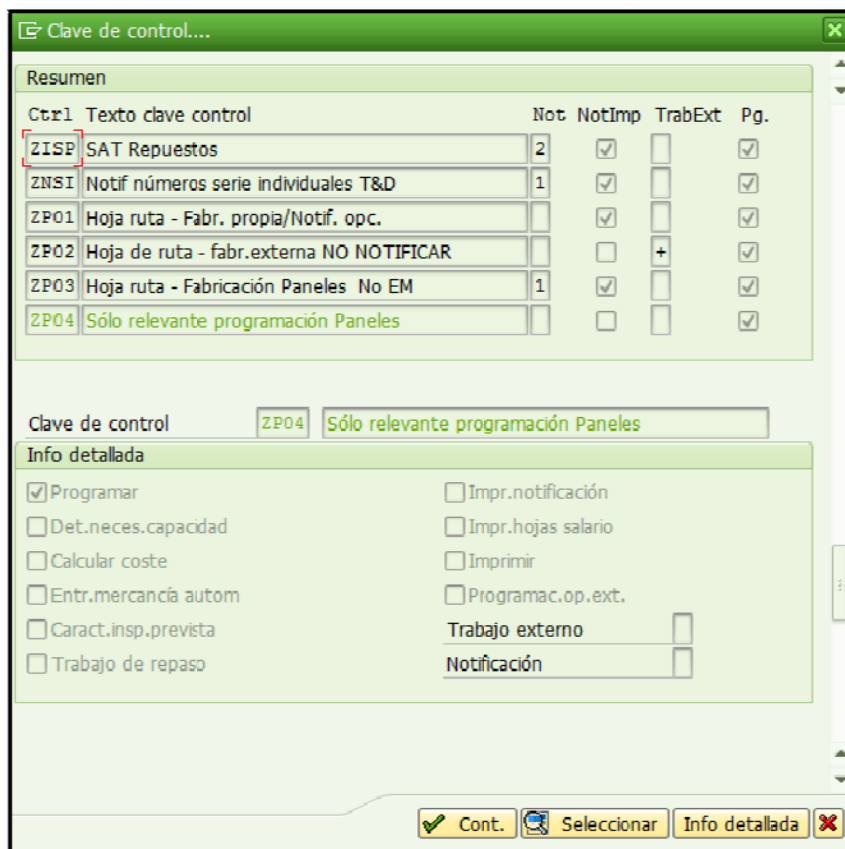 Clave de control....
Resumen
Ctrl Texto clave control Not NotImp TrabExt Pg.
ZISP SAT Repuestos 2
ZNSI Notif números serie individuales T&D 1
ZP01 Hoja ruta - Fabr. propia/Notif. opc.
ZP02 Hoja de ruta - fabr.externa NO NOTIFICAR +
ZP03 Hoja ruta - Fabricación Paneles No EM 1
ZP04 Sólo relevante programación Paneles
Clave de control ZP04 Sólo relevante programación Paneles
Info detallada
Programar Impr.notificación
Det.neces.capacidad Impr.hojas salario
Calcular coste Imprimir
Entr.mercancía autom Programac.op.ext.
Caract.insp.prevista Trabajo externo
Trabajo de repaso Notificación
Cont. Seleccionar Info detallada